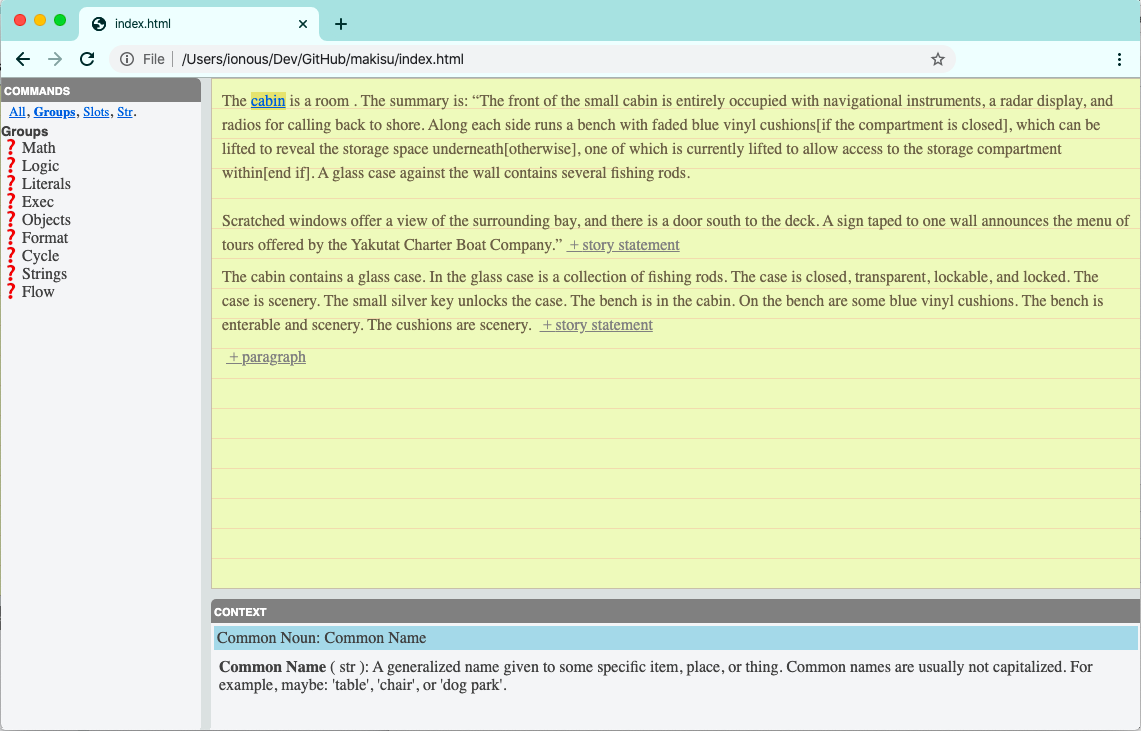 index.html
File
/Users/ionous/Dev/GitHub/makisu/index.html
COMMANDS
All, Groups, Slots, Str.
Groups
❓ Math
❓ Logic
❓ Literals
❓ Exec
❓ Objects
❓ Format
❓ Cycle
❓ Strings
❓ Flow
The cabin is a room . The summary is: “The front of the small cabin is entirely occupied with navigational instruments, a radar display, and
radios for calling back to shore. Along each side runs a bench with faded blue vinyl cushions[if the compartment is closed], which can be
lifted to reveal the storage space underneath[otherwise], one of which is currently lifted to allow access to the storage compartment
within[end if]. A glass case against the wall contains several fishing rods.
Scratched windows offer a view of the surrounding bay, and there is a door south to the deck. A sign taped to one wall announces the menu of
tours offered by the Yakutat Charter Boat Company.” + story statement
The cabin contains a glass case. In the glass case is a collection of fishing rods. The case is closed, transparent, lockable, and locked. The
case is scenery. The small silver key unlocks the case. The bench is in the cabin. On the bench are some blue vinyl cushions. The bench is
enterable and scenery. The cushions are scenery. + story statement
+ paragraph
CONTEXT
Common Noun: Common Name
Common Name ( str ): A generalized name given to some specific item, place, or thing. Common names are usually not capitalized. For
example, maybe: 'table', 'chair', or 'dog park'.